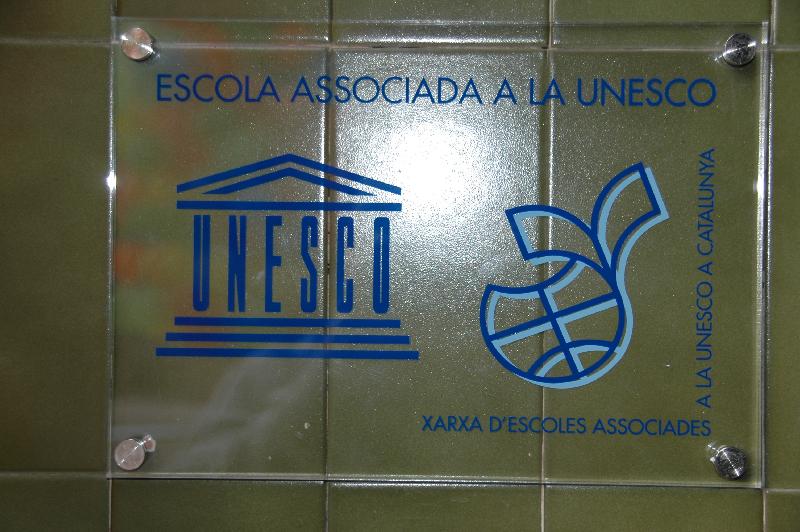 ESCOLA ASSOCIADA A LA UNESCO
UNESCO
XARXA D'ESCOLES ASSOCIADES
A LA UNESCO A CATALUNYA